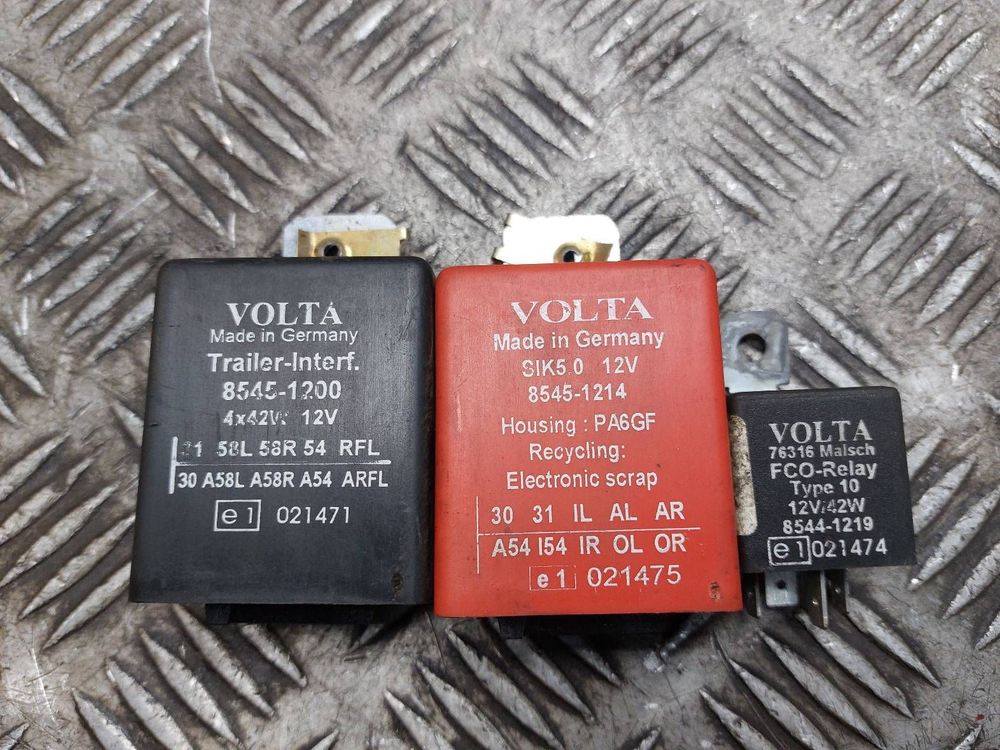 VOLTA
Made in Germany
Trailer-Interf.
8545-1200
4x42W 12V
31 58L 58R 54 RFL
30 A58L A58R A54 ARFL
e1 021471
VOLTA
Made in Germany
SIK5.0 12V
8545-1214
Housing : PA6GF
Recycling:
Electronic scrap
30 31 IL AL AR
A54 I54 IR OL OR
e1 021475
VOLTA
76316 Malsch
FCO-Relay
Type 10
12V/42W
8544-1219
e1 021474